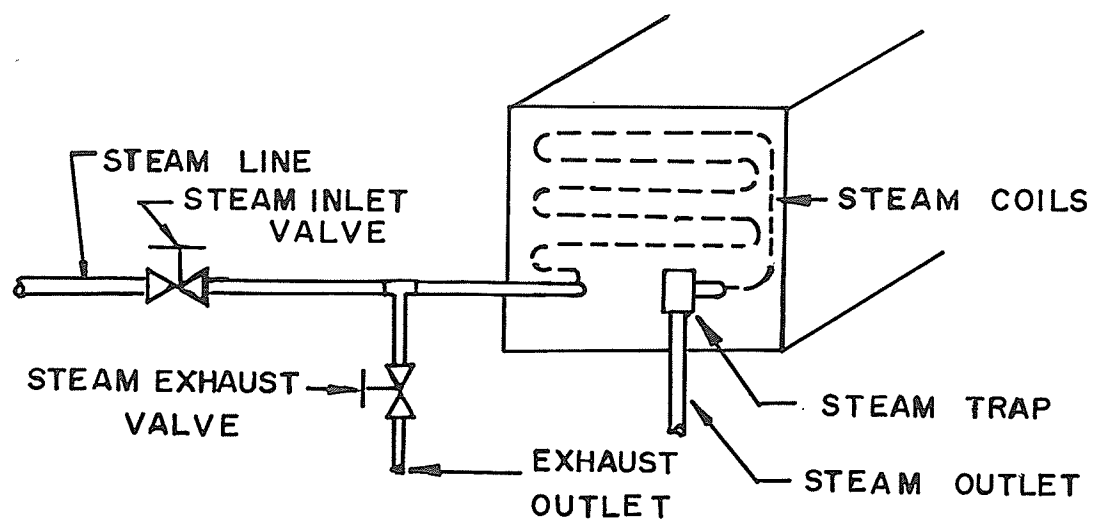 STEAM LINE
STEAM INLET
VALVE
STEAM COILS
STEAM EXHAUST
VALVE
STEAM TRAP
EXHAUST
OUTLET
STEAM OUTLET